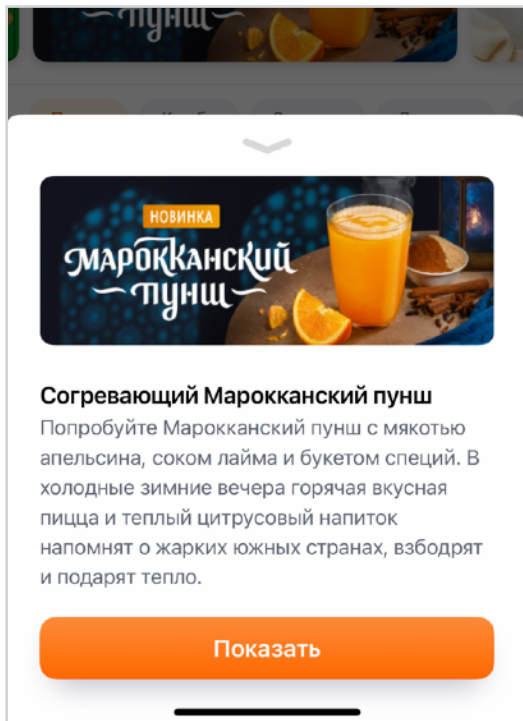 пунш
НОВИНКА
МАРОККАНСКИЙ
ПУНШ
Согревающий Марокканский пунш
Попробуйте Марокканский пунш с мякотью
апельсина, соком лайма и букетом специй. В
холодные зимние вечера горячая вкусная
пицца и теплый цитрусовый напиток
напомнят о жарких южных странах, взбодрят
и подарят тепло.
Показать